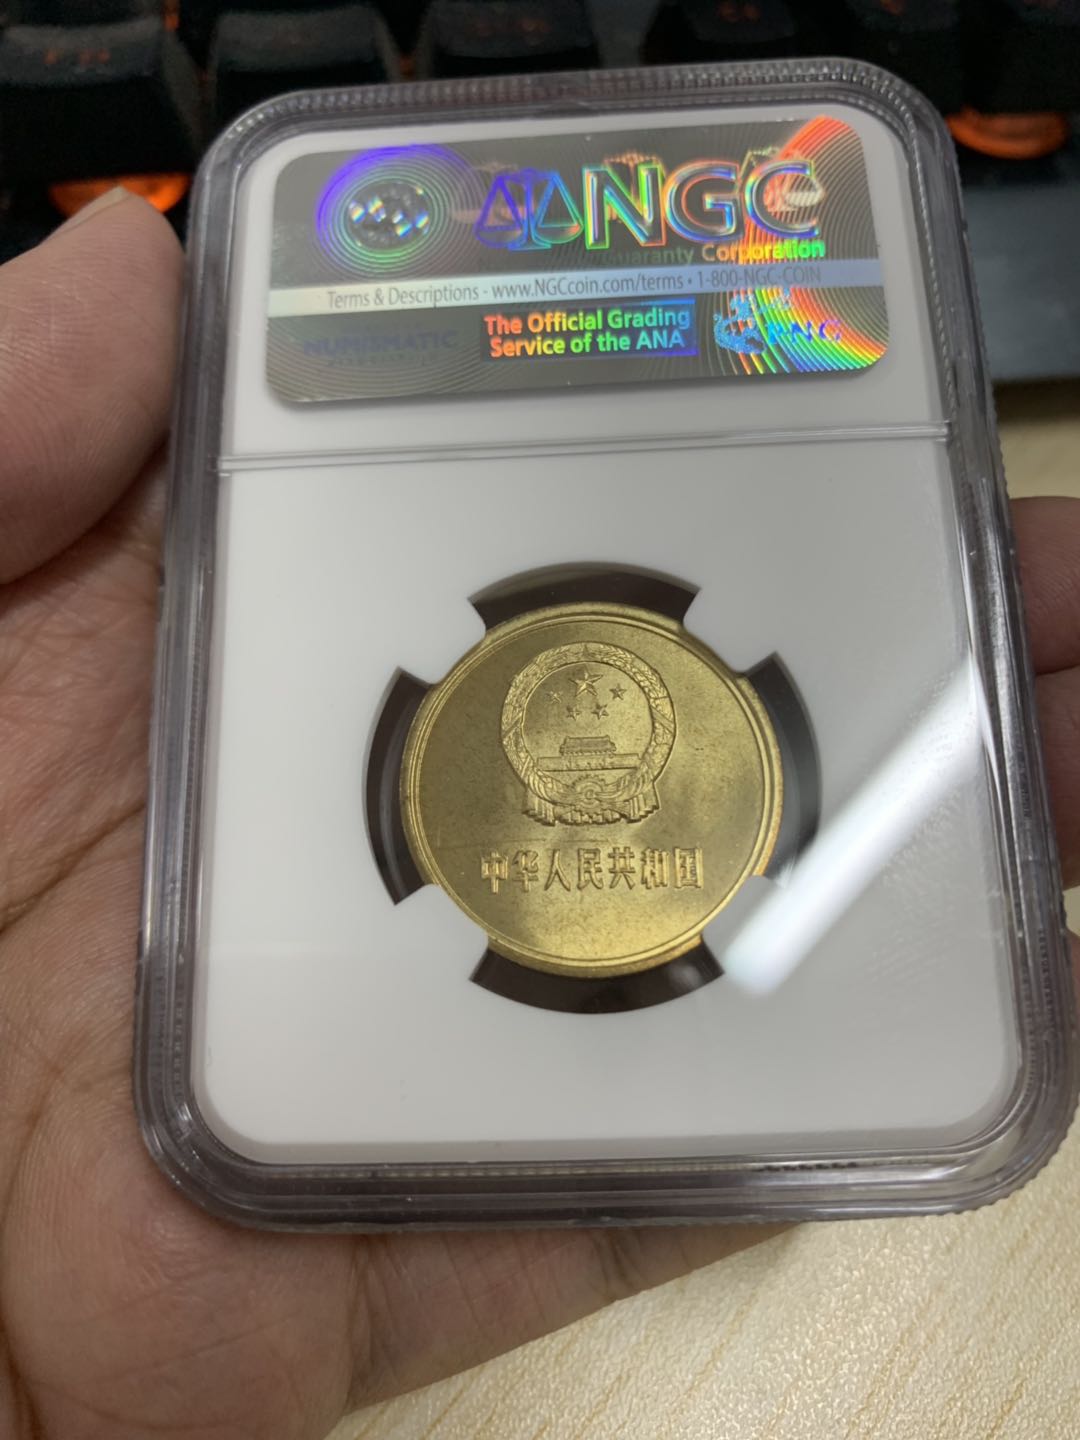 NGC
Guaranty Corporation
Terms & Descriptions - www.NGCcoin.com/terms • 1-800-NGC-COIN
NUMISMATIC
The Official Grading
Service of the ANA
PNG
中华人民共和国